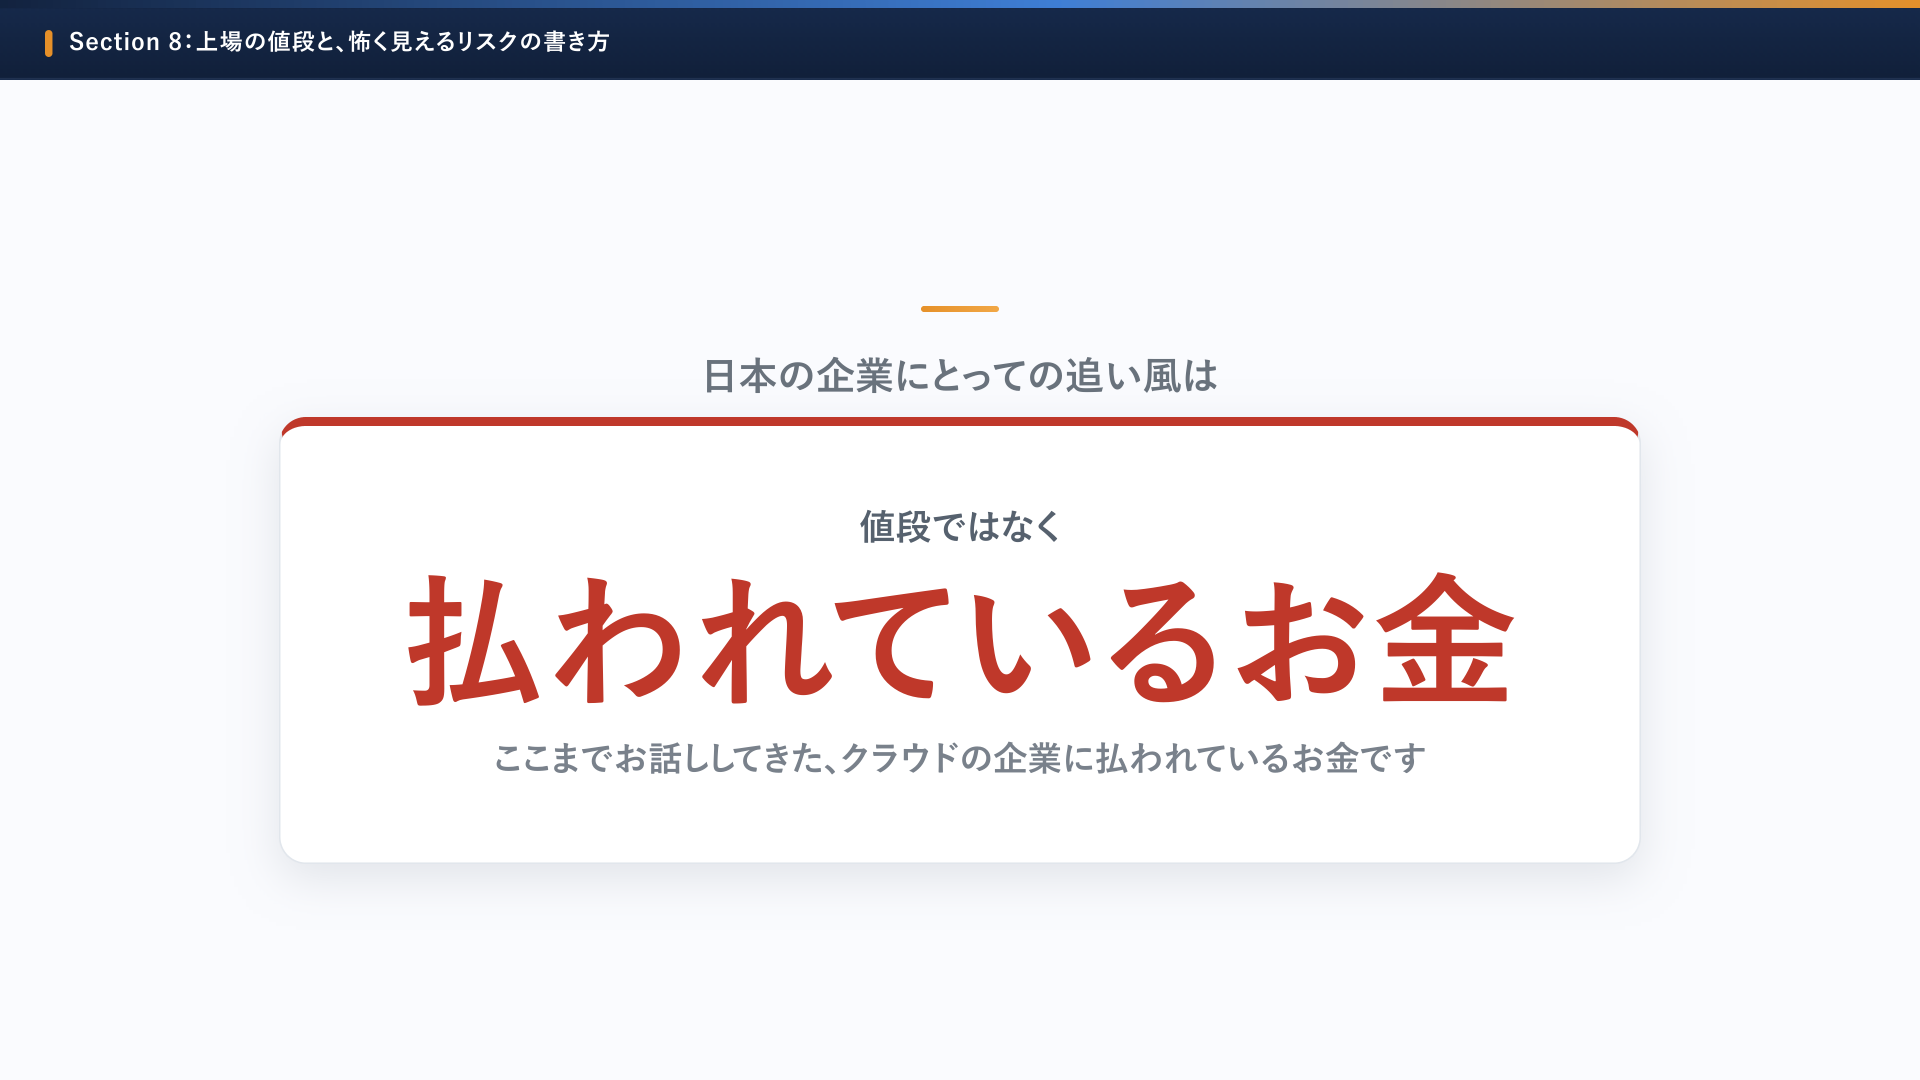 Section 8：上場の値段と、怖く見えるリスクの書き方
日本の企業にとっての追い風は
値段ではなく
払われているお金
ここまでお話ししてきた、クラウドの企業に払われているお金です